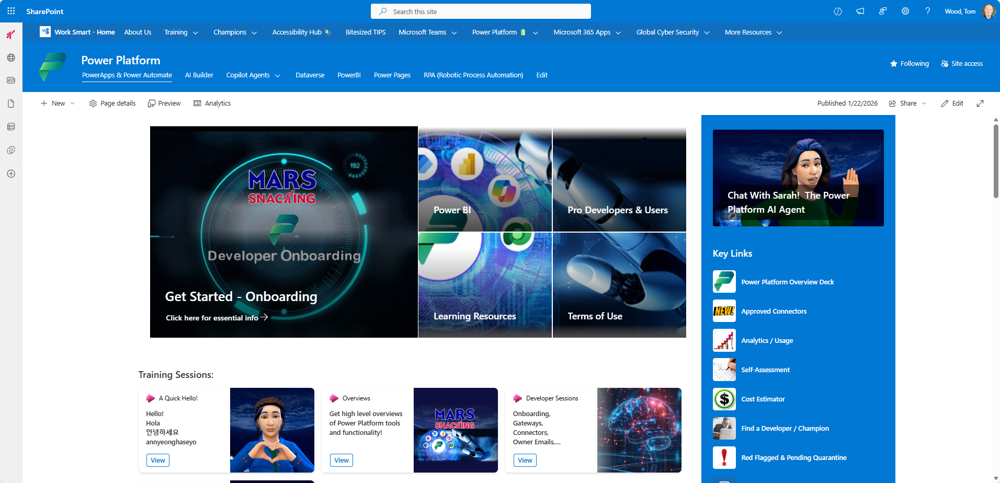 SharePoint
Search this site
Wood, Tom
WS
Work Smart - Home
About Us
Training
Champions
Accessibility Hub
Bitesized TIPS
Microsoft Teams
Power Platform
Microsoft 365 Apps
Global Cyber Security
More Resources
Power Platform
PowerApps & Power Automate
AI Builder
Copilot Agents
Dataverse
PowerBI
Power Pages
RPA (Robotic Process Automation)
Edit
Following
Site access
New
Page details
Preview
Analytics
Published 1/22/2026
Share
Edit
192
MARS
SNACKING
Developer Onboarding
Get Started - Onboarding
Click here for essential info
Power BI
Pro Developers & Users
Learning Resources
Terms of Use
Chat With Sarah! The Power
Platform AI Agent
Key Links
Power Platform Overview Deck
NEW!
Approved Connectors
Analytics / Usage
Self-Assessment
$
Cost Estimator
Find a Developer / Champion
Red Flagged & Pending Quarantine
Training Sessions:
A Quick Hello!
Hello!
Hola
안녕하세요
annyeonghaseyo
View
Overviews
Get high level overviews
of Power Platform tools
and functionality!
View
MARS
SNACKING
Developer Sessions
Onboarding,
Gateways,
Connectors,
Owner Emails,...
View